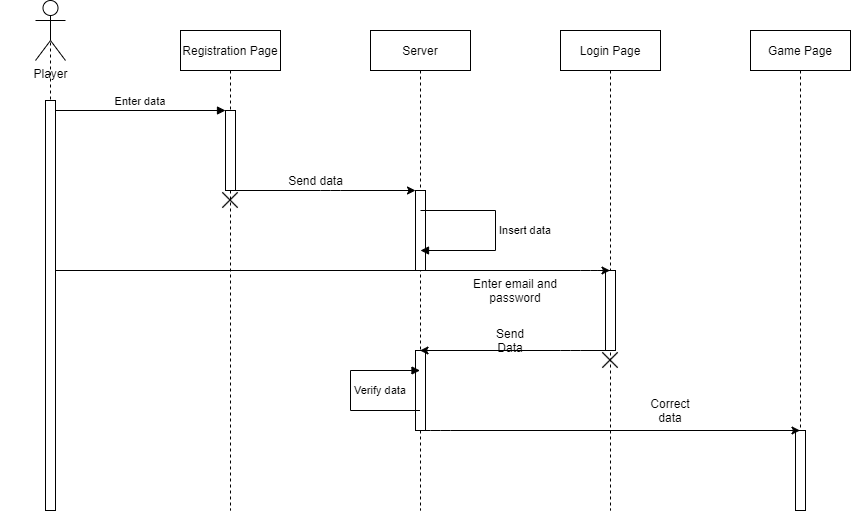 Player
Registration Page
Server
Login Page
Game Page
Enter data
Send data
Insert data
Enter email and
password
Send
Data
Verify data
Correct
data